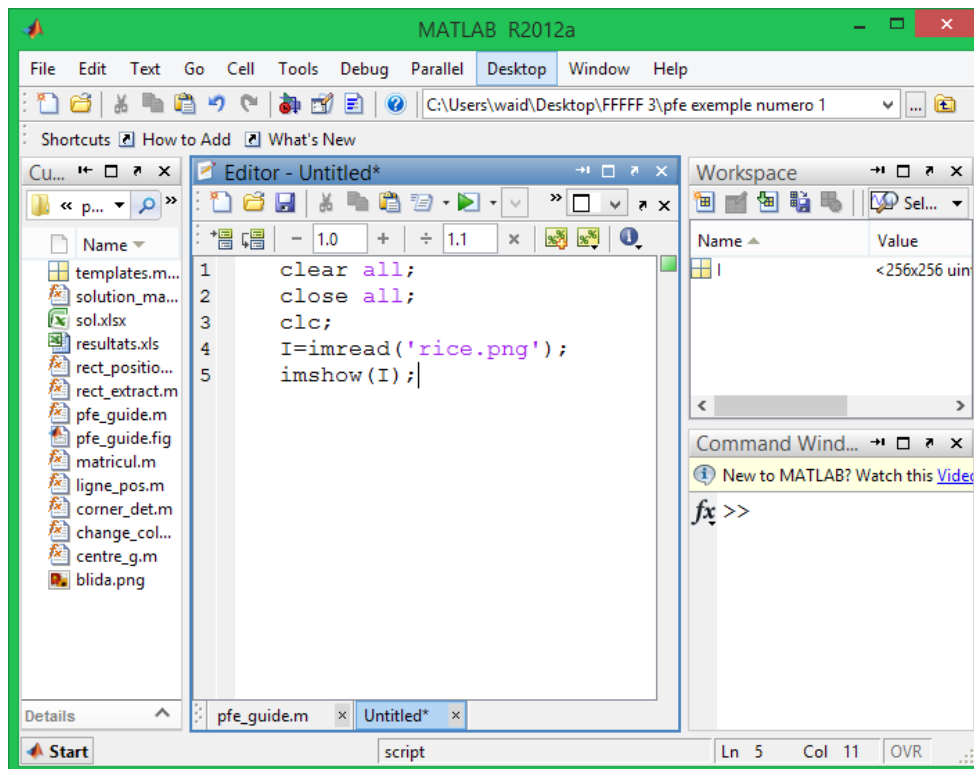 MATLAB R2012a
File Edit Text Go Cell Tools Debug Parallel Desktop Window Help
C:\Users\waid\Desktop\FFFFF 3\pfe exemple numero 1
Shortcuts How to Add What's New
Cu...
« p...
Name
templates.m...
solution_ma...
sol.xlsx
resultats.xls
rect_positio...
rect_extract.m
pfe_guide.m
pfe_guide.fig
matricul.m
ligne_pos.m
corner_det.m
change_col...
centre_g.m
blida.png
Details
Editor - Untitled*
- 1.0 + ÷ 1.1 ×
1 clear all;
2 close all;
3 clc;
4 I=imread('rice.png');
5 imshow(I);
pfe_guide.m × Untitled* ×
Workspace
Sel...
Name Value
I <256x256 uin
Command Wind...
New to MATLAB? Watch this Video
fx >>
Start script Ln 5 Col 11 OVR